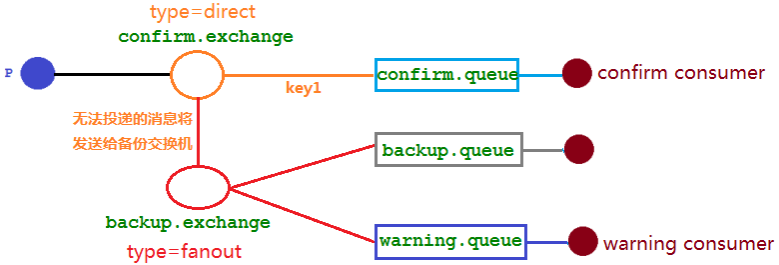 type=direct
confirm.exchange
P
confirm.queue
confirm consumer
key1
无法投递的消息将
发送给备份交换机
backup.queue
backup.exchange
type=fanout
warning.queue
warning consumer